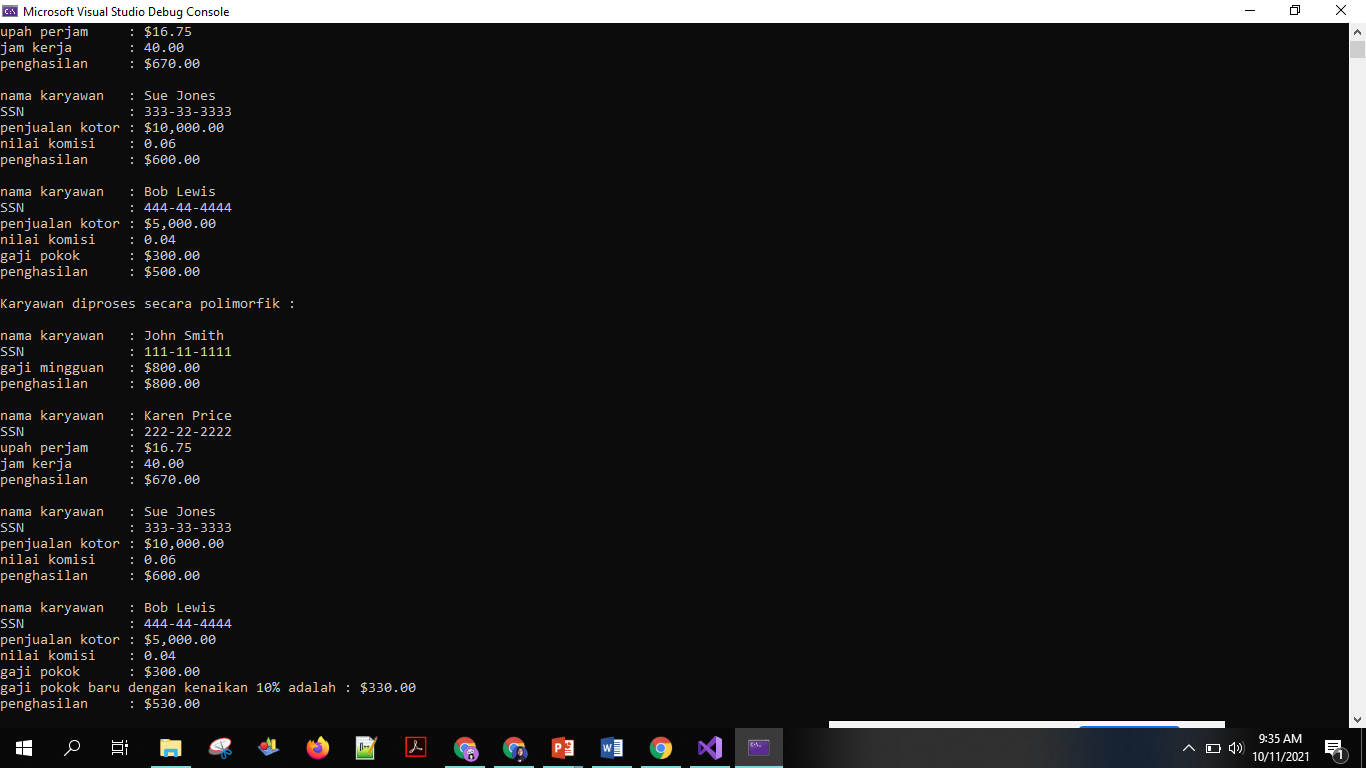 Microsoft Visual Studio Debug Console
upah perjam     : $16.75
jam kerja       : 40.00
penghasilan     : $670.00

nama karyawan   : Sue Jones
SSN             : 333-33-3333
penjualan kotor : $10,000.00
nilai komisi    : 0.06
penghasilan     : $600.00

nama karyawan   : Bob Lewis
SSN             : 444-44-4444
penjualan kotor : $5,000.00
nilai komisi    : 0.04
gaji pokok      : $300.00
penghasilan     : $500.00

Karyawan diproses secara polimorfik :

nama karyawan   : John Smith
SSN             : 111-11-1111
gaji mingguan   : $800.00
penghasilan     : $800.00

nama karyawan   : Karen Price
SSN             : 222-22-2222
upah perjam     : $16.75
jam kerja       : 40.00
penghasilan     : $670.00

nama karyawan   : Sue Jones
SSN             : 333-33-3333
penjualan kotor : $10,000.00
nilai komisi    : 0.06
penghasilan     : $600.00

nama karyawan   : Bob Lewis
SSN             : 444-44-4444
penjualan kotor : $5,000.00
nilai komisi    : 0.04
gaji pokok      : $300.00
gaji pokok baru dengan kenaikan 10% adalah : $330.00
penghasilan     : $530.00
9:35 AM
10/11/2021
1